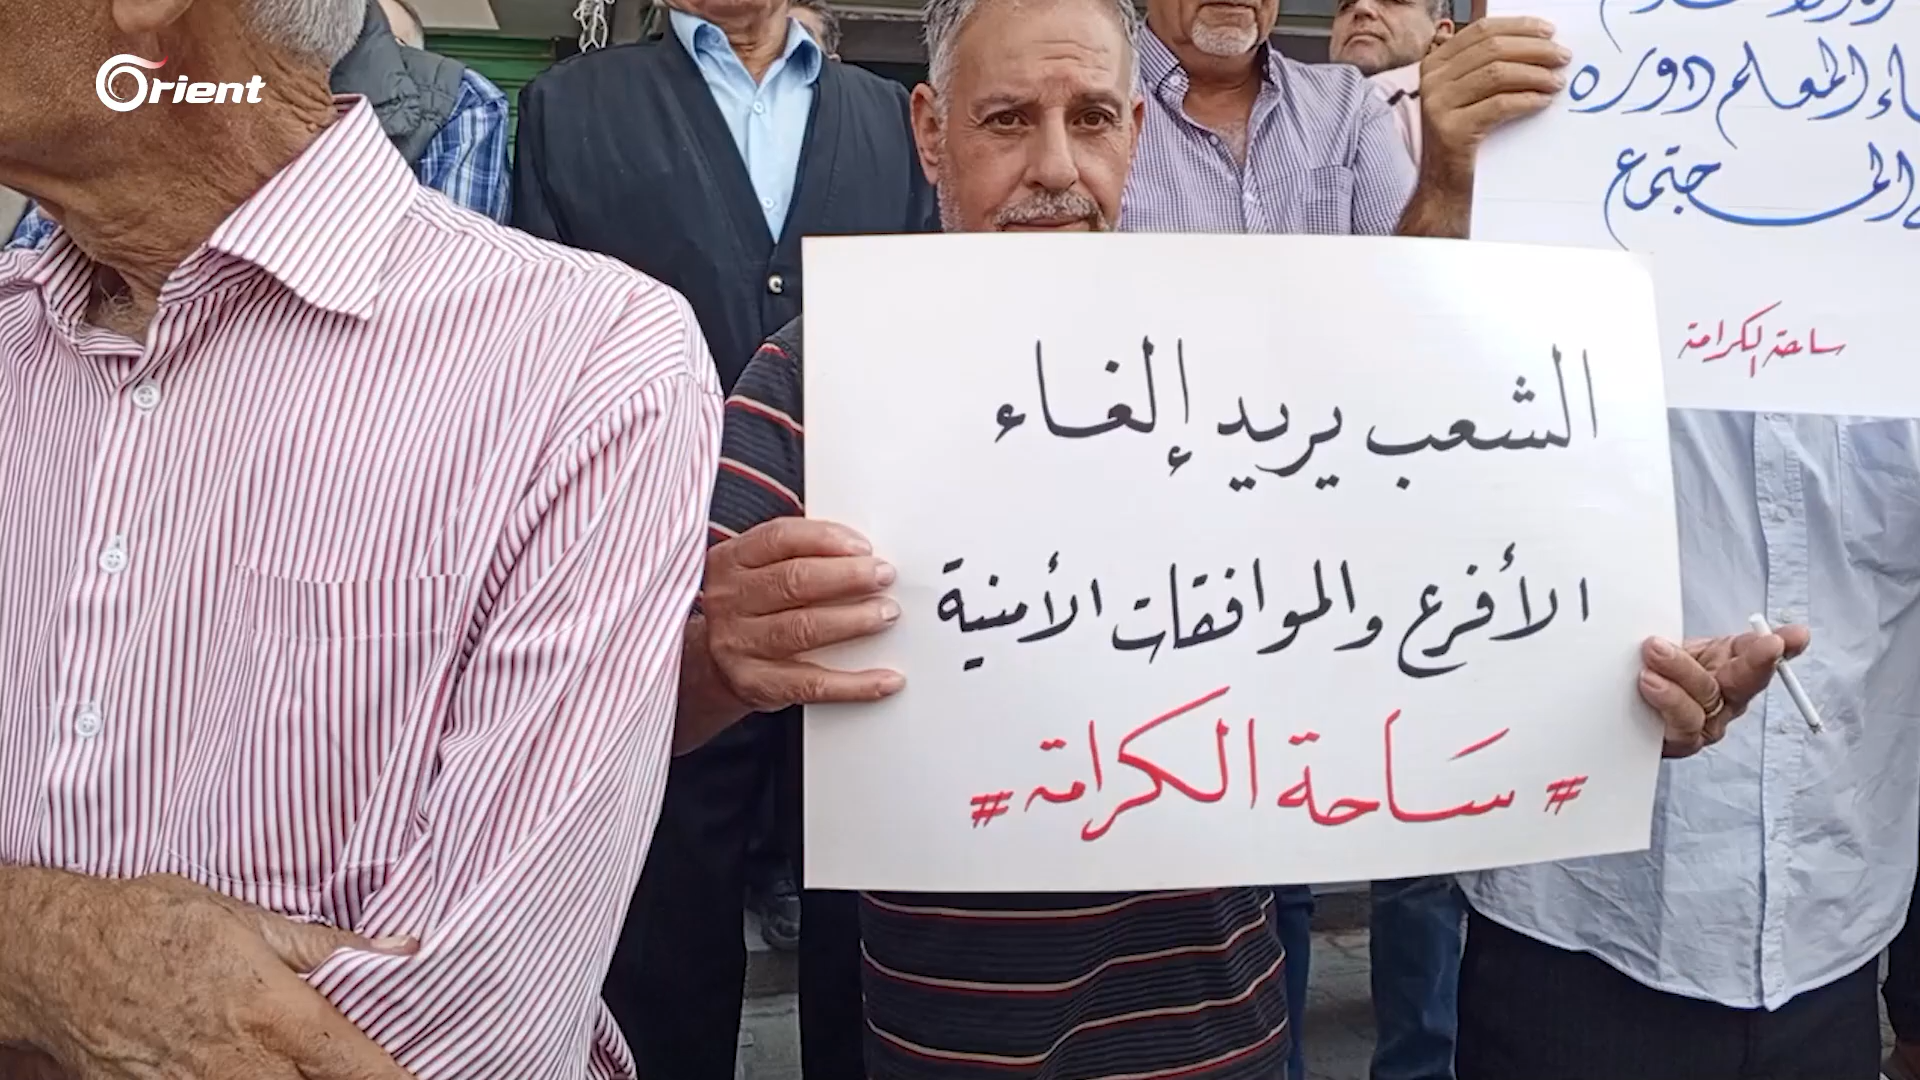 Orient
الشعب يريد إلغاء
الأفرع والموافقات الأمنية
# ساحة الكرامة #
المعلم دوره
المجتمع
ساحة الكرامة